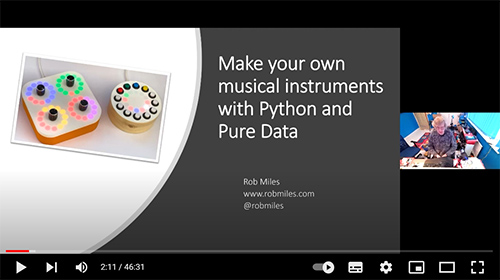 Make your own
musical instruments
with Python and
Pure Data
Rob Miles
www.robmiles.com
@robmiles
2:11 / 46:31